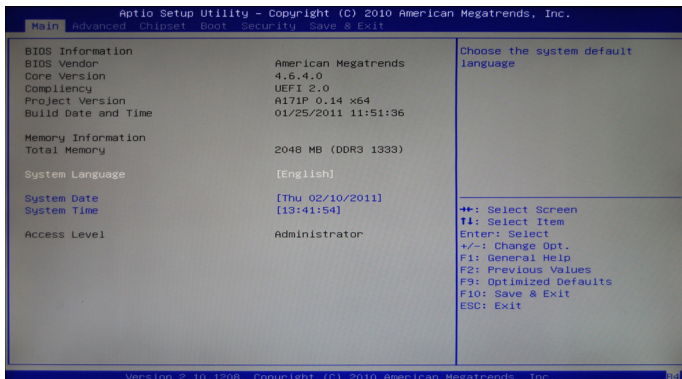 Aptio Setup Utility – Copyright (C) 2010 American Megatrends, Inc.
Main Advanced Chipset Boot Security Save & Exit
BIOS Information
BIOS Vendor American Megatrends
Core Version 4.6.4.0
Compliency UEFI 2.0
Project Version A171P 0.14 x64
Build Date and Time 01/25/2011 11:51:36
Memory Information
Total Memory 2048 MB (DDR3 1333)
System Language [English]
System Date [Thu 02/10/2011]
System Time [13:41:54]
Access Level Administrator
Choose the system default
language
→←: Select Screen
↑↓: Select Item
Enter: Select
+/-: Change Opt.
F1: General Help
F2: Previous Values
F9: Optimized Defaults
F10: Save & Exit
ESC: Exit
Version 2.10.1208. Copyright (C) 2010 American Megatrends, Inc.